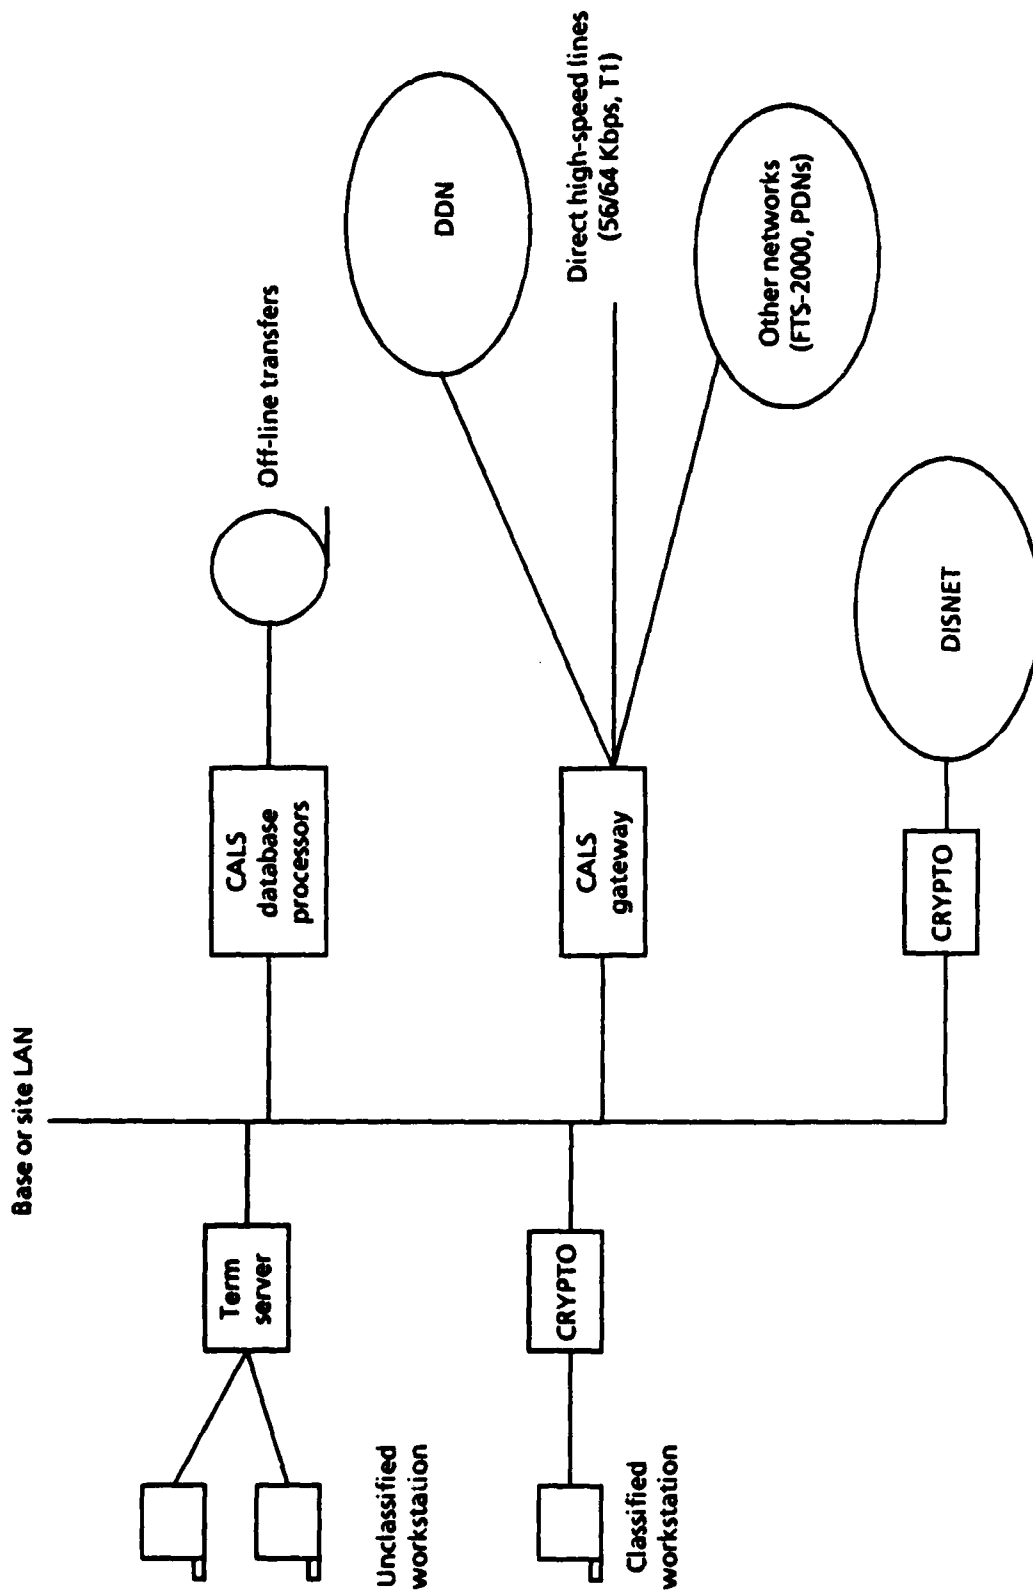 Base or site LAN
Term
server
Unclassified
workstation
CRYPTO
Classified
workstation
CALS
database
processors
Off-line transfers
CALS
gateway
DDN
Direct high-speed lines
(56/64 Kbps, T1)
Other networks
(FTS-2000, PDNs)
CRYPTO
DISNET